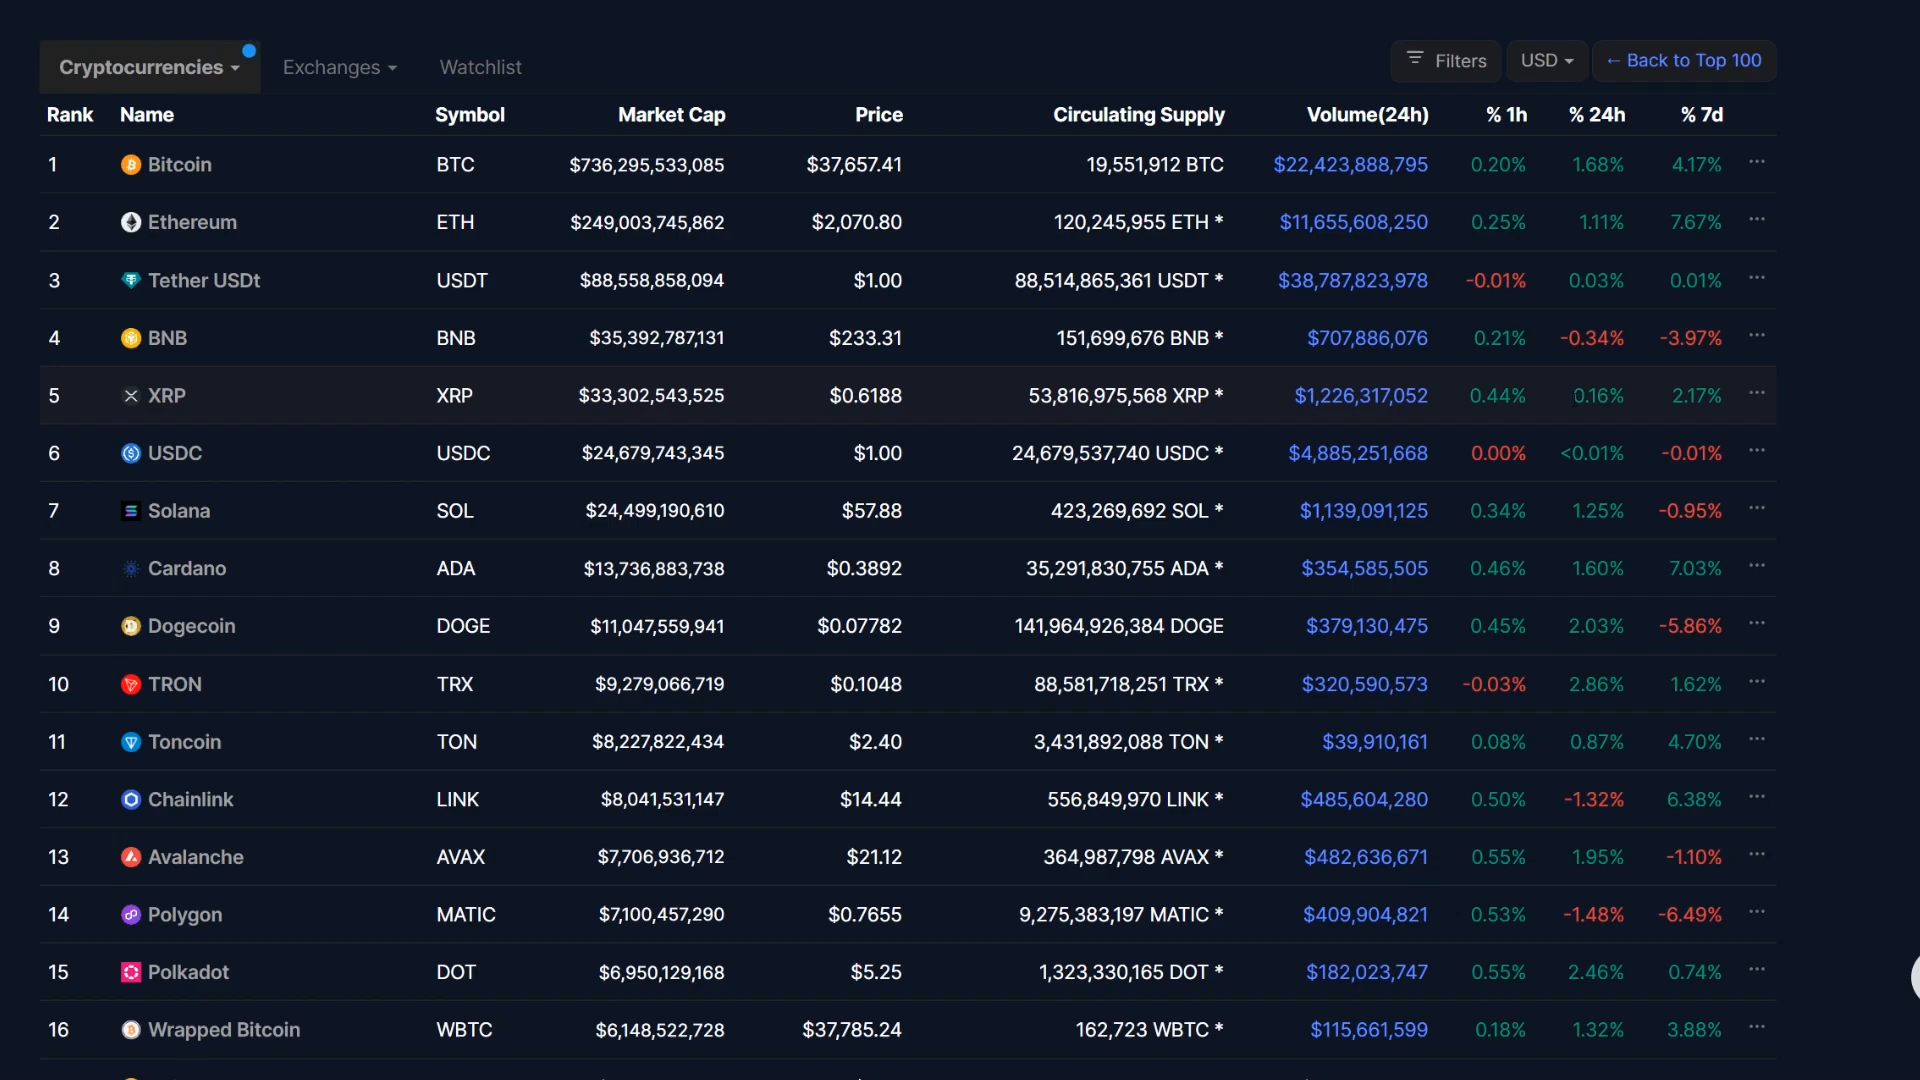 Cryptocurrencies Exchanges Watchlist Filters USD ← Back to Top 100
Rank Name Symbol Market Cap Price Circulating Supply Volume(24h) % 1h % 24h % 7d
1 Bitcoin BTC $736,295,533,085 $37,657.41 19,551,912 BTC $22,423,888,795 0.20% 1.68% 4.17% ...
2 Ethereum ETH $249,003,745,862 $2,070.80 120,245,955 ETH * $11,655,608,250 0.25% 1.11% 7.67% ...
3 Tether USDt USDT $88,558,858,094 $1.00 88,514,865,361 USDT * $38,787,823,978 -0.01% 0.03% 0.01% ...
4 BNB BNB $35,392,787,131 $233.31 151,699,676 BNB * $707,886,076 0.21% -0.34% -3.97% ...
5 XRP XRP $33,302,543,525 $0.6188 53,816,975,568 XRP * $1,226,317,052 0.44% 0.16% 2.17% ...
6 USDC USDC $24,679,743,345 $1.00 24,679,537,740 USDC * $4,885,251,668 0.00% <0.01% -0.01% ...
7 Solana SOL $24,499,190,610 $57.88 423,269,692 SOL * $1,139,091,125 0.34% 1.25% -0.95% ...
8 Cardano ADA $13,736,883,738 $0.3892 35,291,830,755 ADA * $354,585,505 0.46% 1.60% 7.03% ...
9 Dogecoin DOGE $11,047,559,941 $0.07782 141,964,926,384 DOGE $379,130,475 0.45% 2.03% -5.86% ...
10 TRON TRX $9,279,066,719 $0.1048 88,581,718,251 TRX * $320,590,573 -0.03% 2.86% 1.62% ...
11 Toncoin TON $8,227,822,434 $2.40 3,431,892,088 TON * $39,910,161 0.08% 0.87% 4.70% ...
12 Chainlink LINK $8,041,531,147 $14.44 556,849,970 LINK * $485,604,280 0.50% -1.32% 6.38% ...
13 Avalanche AVAX $7,706,936,712 $21.12 364,987,798 AVAX * $482,636,671 0.55% 1.95% -1.10% ...
14 Polygon MATIC $7,100,457,290 $0.7655 9,275,383,197 MATIC * $409,904,821 0.53% -1.48% -6.49% ...
15 Polkadot DOT $6,950,129,168 $5.25 1,323,330,165 DOT * $182,023,747 0.55% 2.46% 0.74% ...
16 Wrapped Bitcoin WBTC $6,148,522,728 $37,785.24 162,723 WBTC * $115,661,599 0.18% 1.32% 3.88% ...